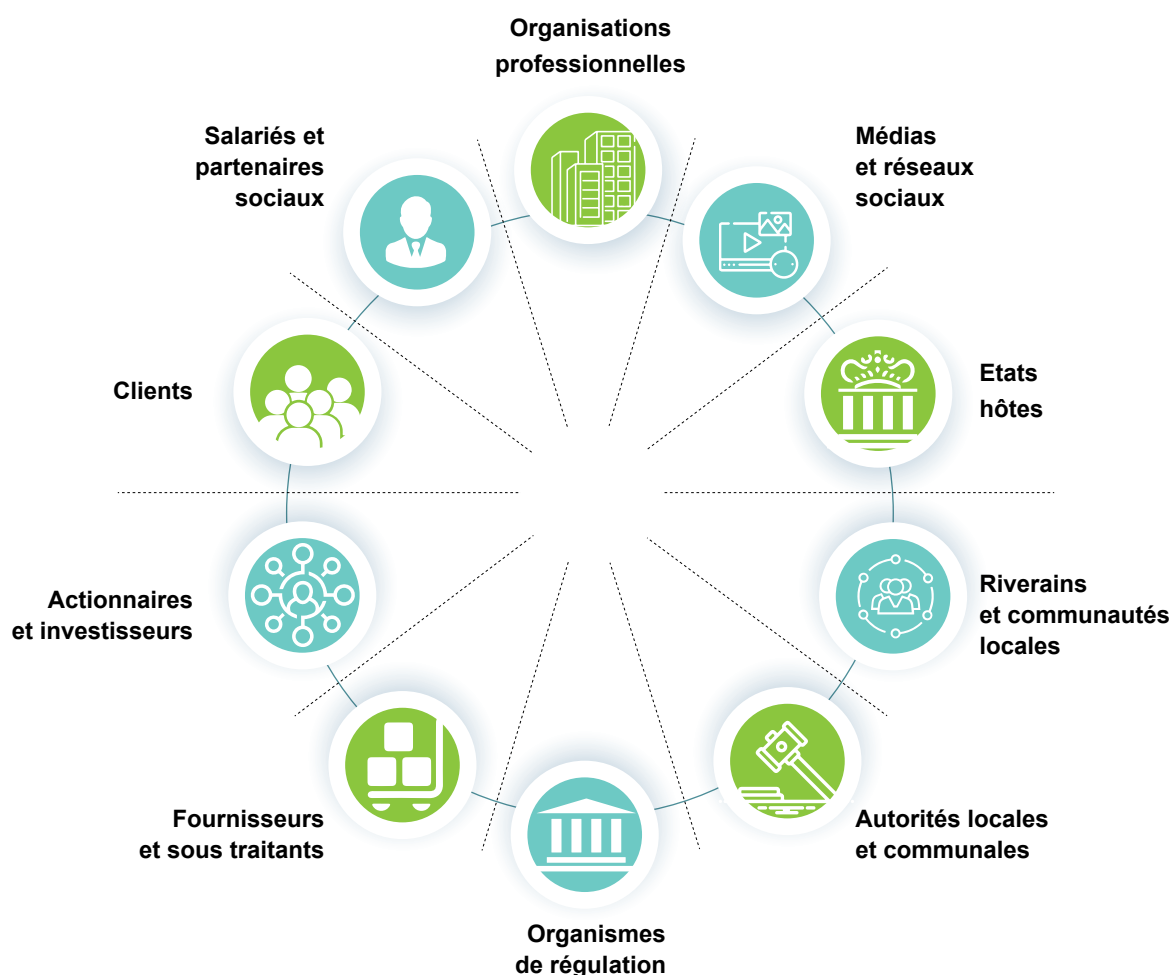 Organisations
professionnelles
Médias
et réseaux
sociaux
Etats
hôtes
Riverains
et communautés
locales
Autorités locales
et communales
Organismes
de régulation
Fournisseurs
et sous traitants
Actionnaires
et investisseurs
Clients
Salariés et
partenaires
sociaux